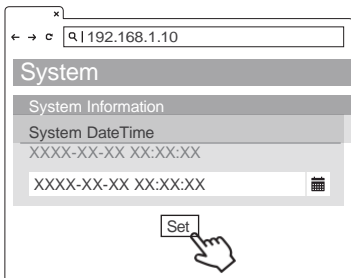 192.168.1.10
System
System Information
System DateTime
XXXX-XX-XX XX:XX:XX
XXXX-XX-XX XX:XX:XX
Set